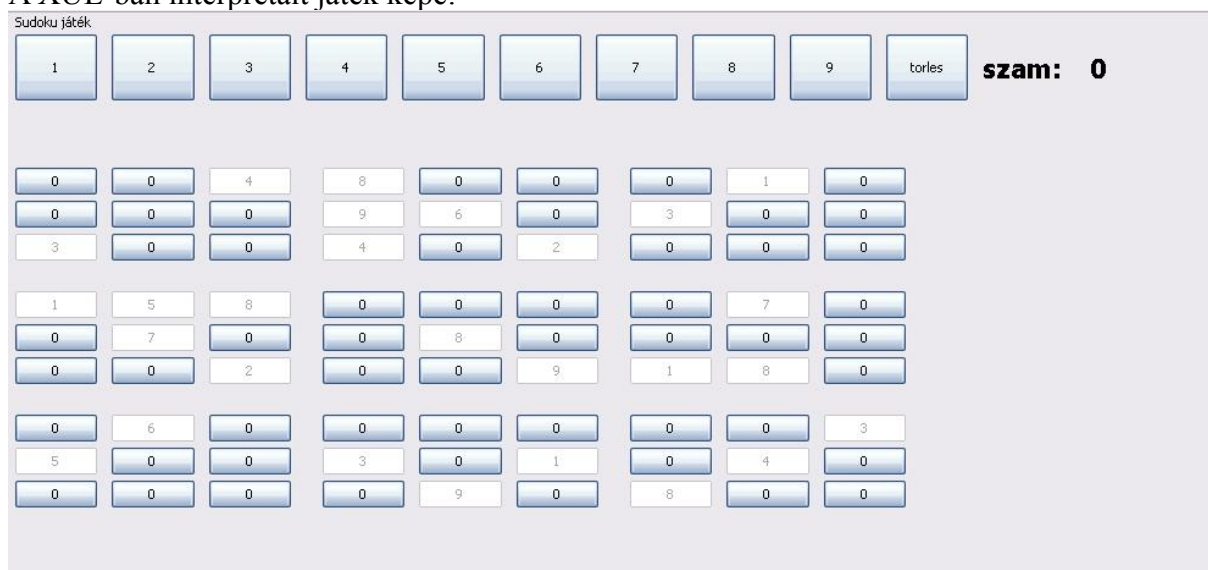 A XUL-ban interpretált játék képe:
Sudoku játék
1 2 3 4 5 6 7 8 9 torles szam: 0
0 0 4 8 0 0 0 1 0
0 0 0 9 6 0 3 0 0
3 0 0 4 0 2 0 0 0
1 5 8 0 0 0 0 7 0
0 7 0 0 8 0 0 0 0
0 0 2 0 0 9 1 8 0
0 6 0 0 0 0 0 0 3
5 0 0 3 0 1 0 4 0
0 0 0 0 9 0 8 0 0